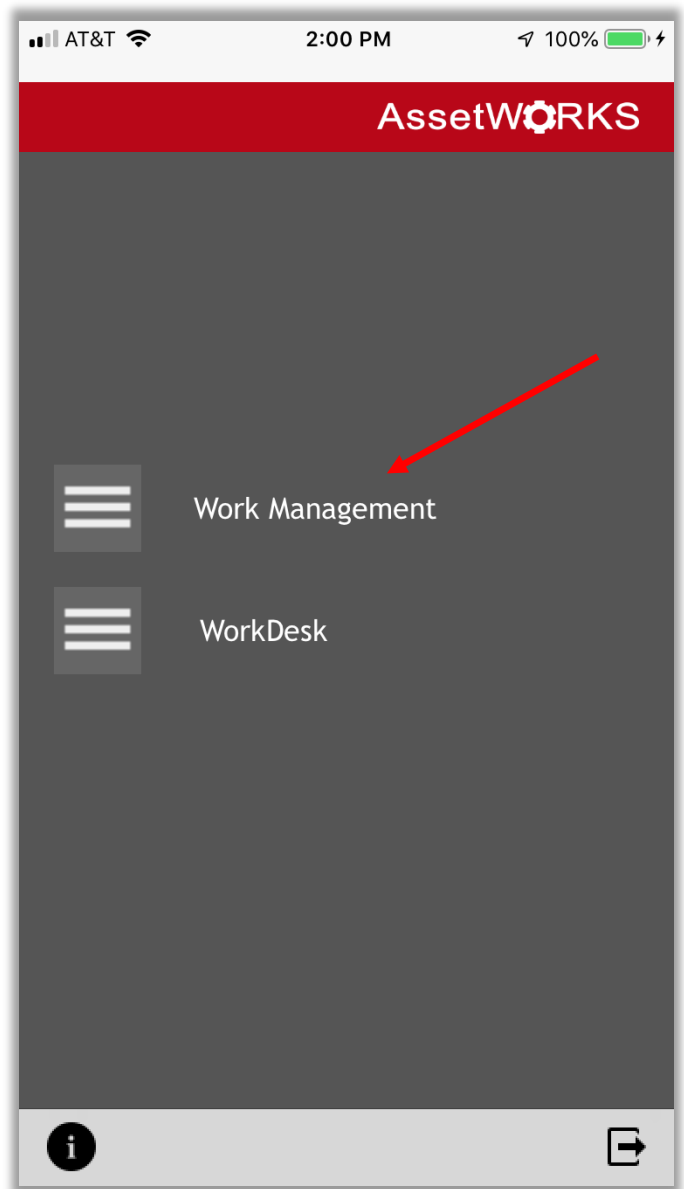 AT&T 2:00 PM 100%
AssetWORKS
Work Management
WorkDesk
i